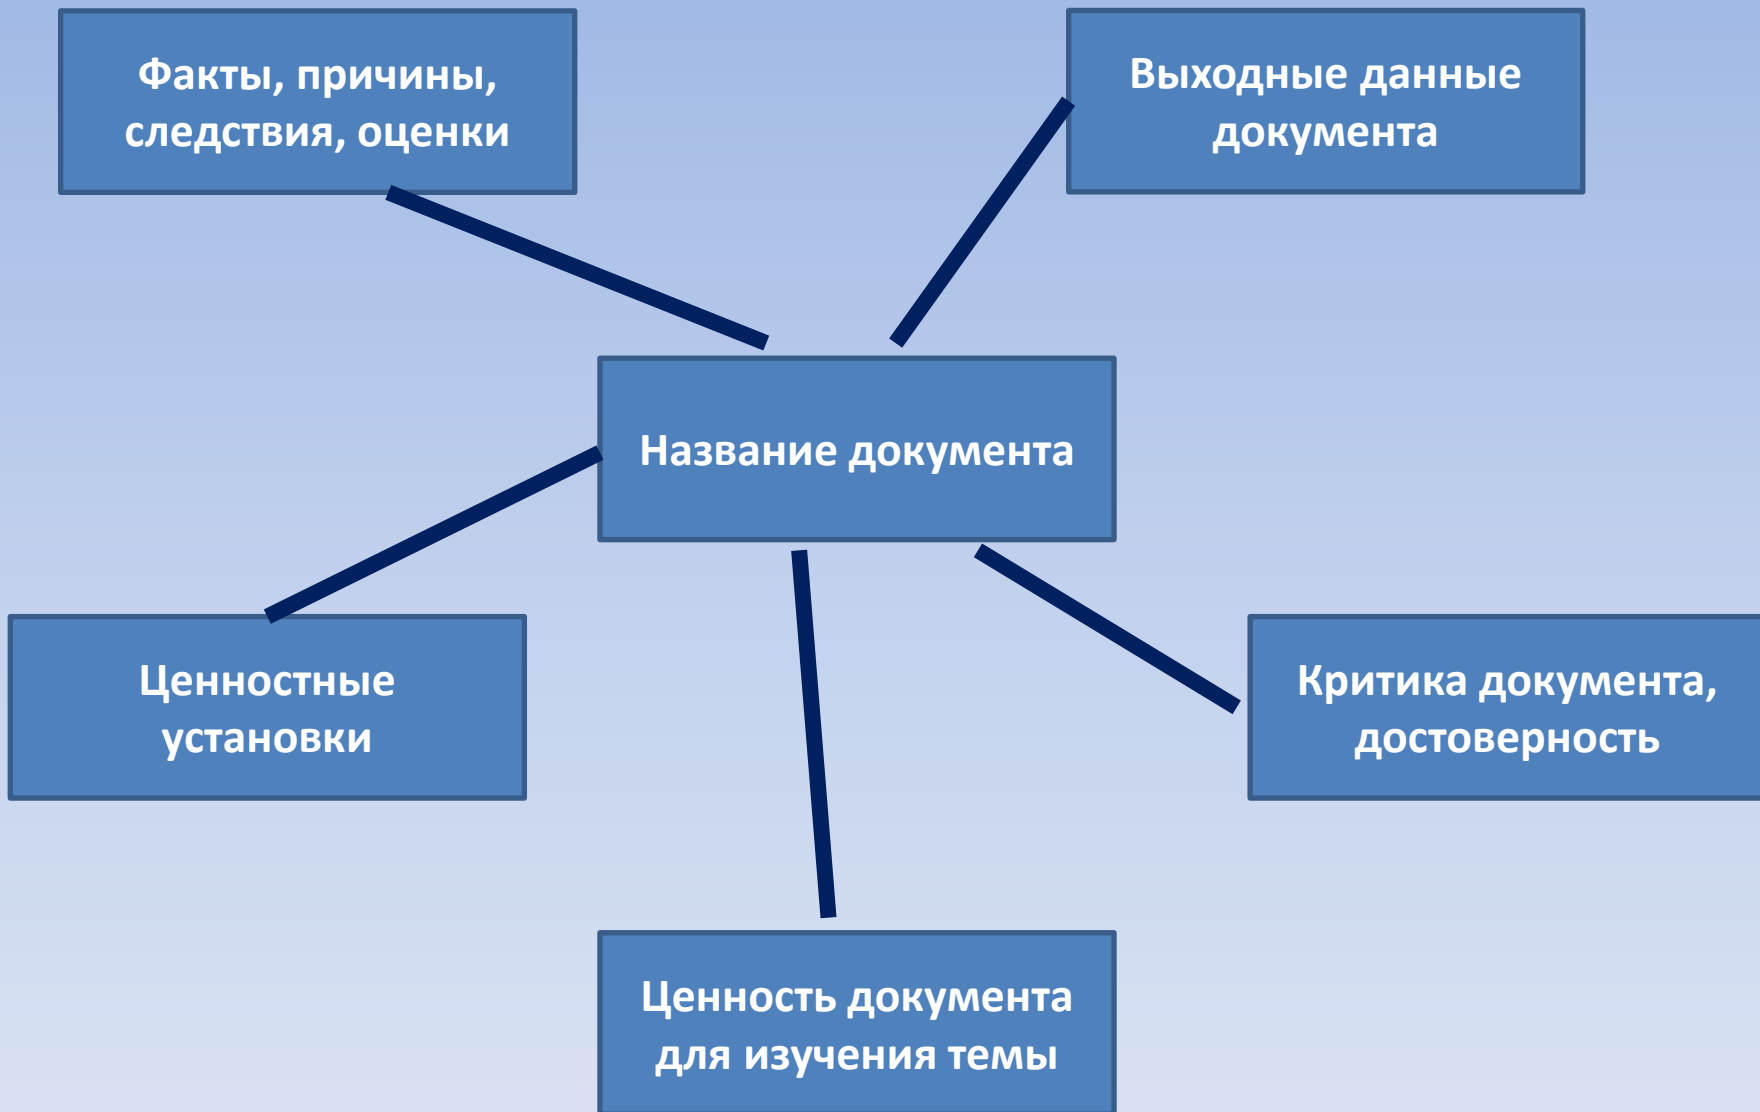 Факты, причины,
следствия, оценки
Выходные данные
документа
Название документа
Ценностные
установки
Критика документа,
достоверность
Ценность документа
для изучения темы